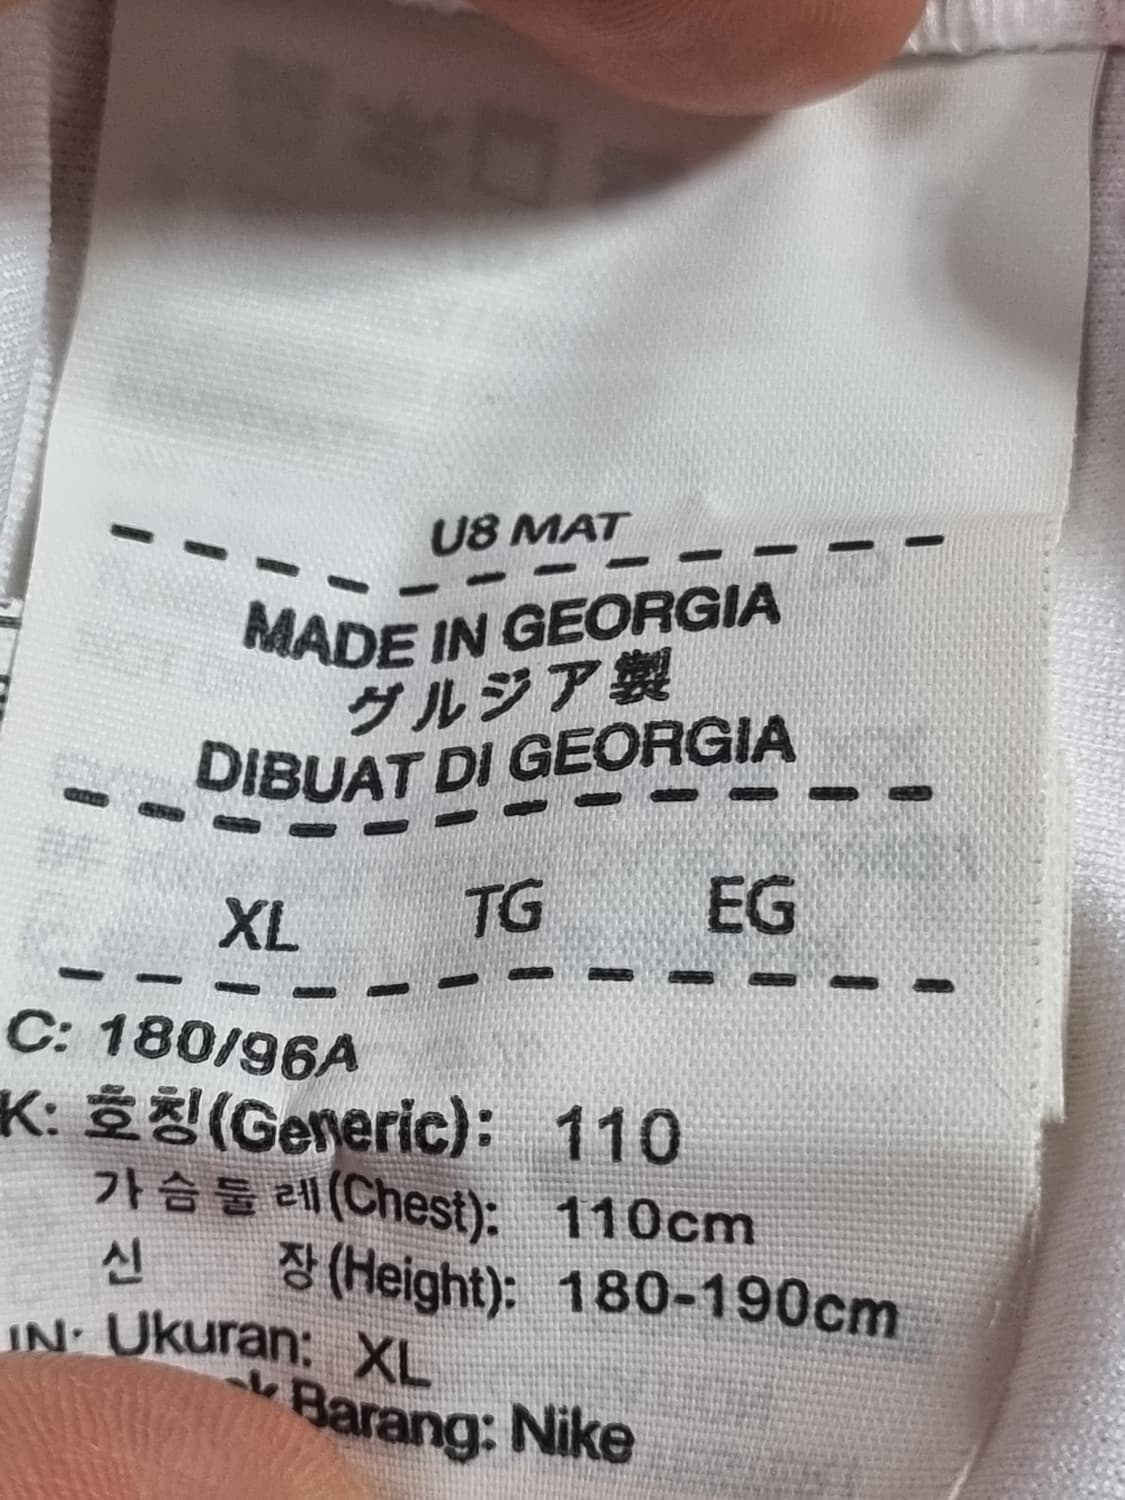 U8 MAT
MADE IN GEORGIA
グルジア製
DIBUAT DI GEORGIA
XL TG EG
C: 180/96A
K: 호칭(Generic): 110
가슴둘레(Chest): 110cm
신 장(Height): 180-190cm
IN: Ukuran: XL
Barang: Nike